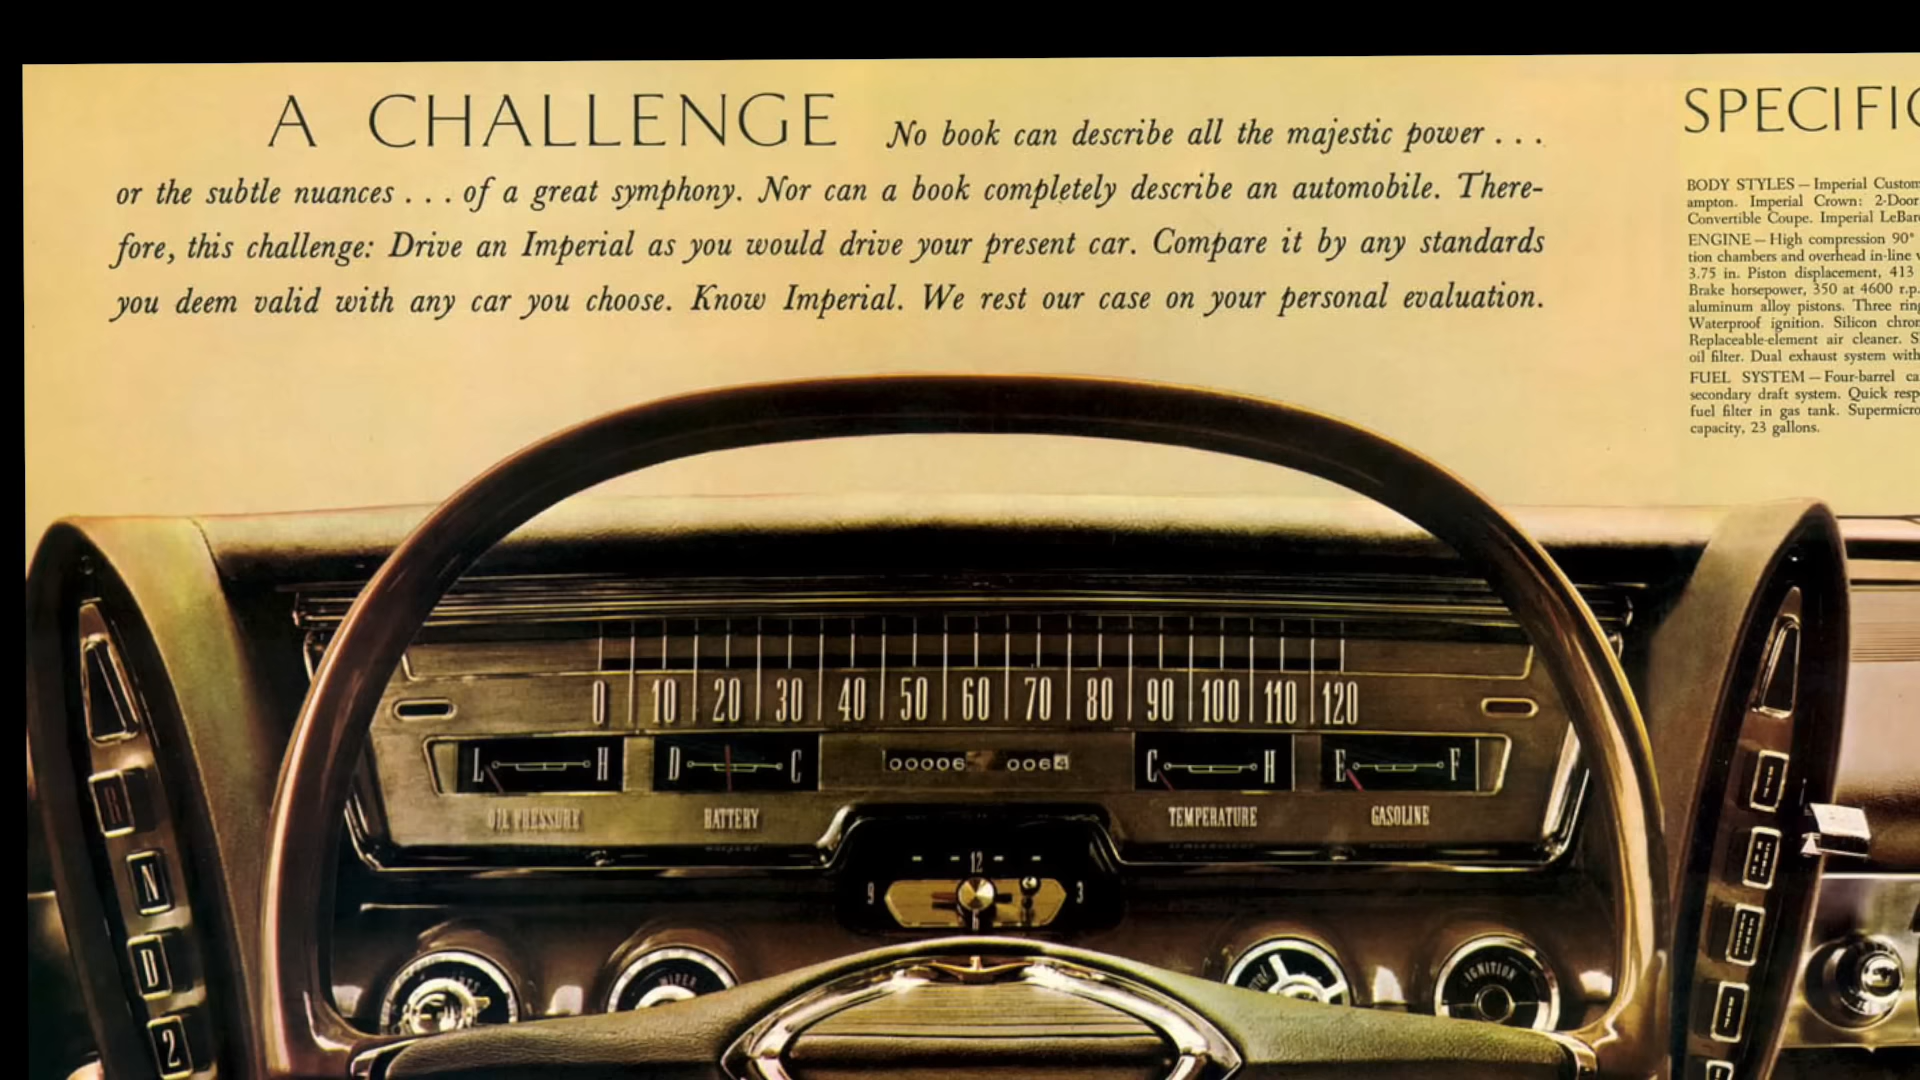 A CHALLENGE No book can describe all the majestic power . . .
or the subtle nuances . . . of a great symphony. Nor can a book completely describe an automobile. There-
fore, this challenge: Drive an Imperial as you would drive your present car. Compare it by any standards
you deem valid with any car you choose. Know Imperial. We rest our case on your personal evaluation.
SPECIFIC
BODY STYLES — Imperial Custom
ampton. Imperial Crown: 2-Door
Convertible Coupe. Imperial LeBar
ENGINE — High compression 90°
tion chambers and overhead in-line v
3.75 in. Piston displacement, 413
Brake horsepower, 350 at 4600 r.p.
aluminum alloy pistons. Three ring
Waterproof ignition. Silicon chrom
Replaceable-element air cleaner. S
oil filter. Dual exhaust system with
FUEL SYSTEM — Four-barrel ca
secondary draft system. Quick resp
fuel filter in gas tank. Supermicro
capacity, 23 gallons.
0 10 20 30 40 50 60 70 80 90 100 110 120
L H D C 00006 0064 C H E F
OIL PRESSURE BATTERY TEMPERATURE GASOLINE
12
9 3
6
R
N
D
2
WIPER
IGNITION